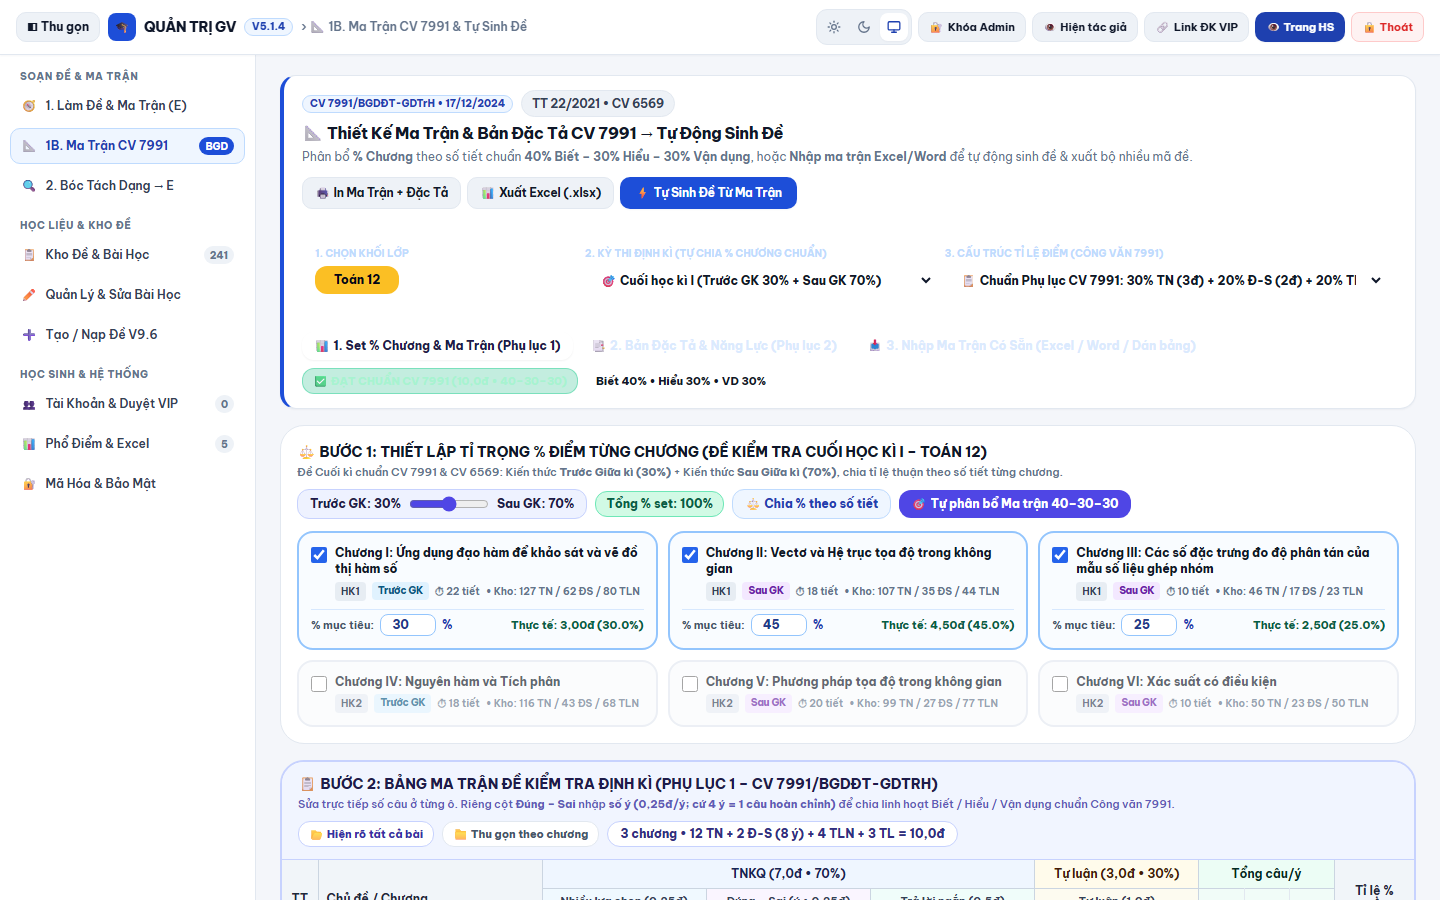 Thu gọn
QUẢN TRỊ GV
V5.1.4
› 1B. Ma Trận CV 7991 & Tự Sinh Đề
Khóa Admin
Hiện tác giả
Link ĐK VIP
Trang HS
Thoát
SOẠN ĐỀ & MA TRẬN
1. Làm Đề & Ma Trận (E)
1B. Ma Trận CV 7991
BGD
2. Bóc Tách Dạng → E
HỌC LIỆU & KHO ĐỀ
Kho Đề & Bài Học
241
Quản Lý & Sửa Bài Học
Tạo / Nạp Đề V9.6
HỌC SINH & HỆ THỐNG
Tài Khoản & Duyệt VIP
0
Phổ Điểm & Excel
5
Mã Hóa & Bảo Mật
CV 7991/BGDĐT-GDTrH • 17/12/2024
TT 22/2021 • CV 6569
Thiết Kế Ma Trận & Bản Đặc Tả CV 7991 → Tự Động Sinh Đề
Phân bổ % Chương theo số tiết chuẩn 40% Biết – 30% Hiểu – 30% Vận dụng, hoặc Nhập ma trận Excel/Word để tự động sinh đề & xuất bộ nhiều mã đề.
In Ma Trận + Đặc Tả
Xuất Excel (.xlsx)
Tự Sinh Đề Từ Ma Trận
1. CHỌN KHỐI LỚP
2. KỲ THI ĐỊNH KÌ (TỰ CHIA % CHƯƠNG CHUẨN)
3. CẤU TRÚC TỈ LỆ ĐIỂM (CÔNG VĂN 7991)
Toán 12
Cuối học kì I (Trước GK 30% + Sau GK 70%)
Chuẩn Phụ lục CV 7991: 30% TN (3đ) + 20% Đ-S (2đ) + 20% Tl
1. Set % Chương & Ma Trận (Phụ lục 1)
2. Bản Đặc Tả & Năng Lực (Phụ lục 2)
3. Nhập Ma Trận Có Sẵn (Excel / Word / Dán bảng)
ĐẠT CHUẨN CV 7991 (10.0đ • 40-30-30)
Biết 40% • Hiểu 30% • VD 30%
BƯỚC 1: THIẾT LẬP TỈ TRỌNG % ĐIỂM TỪNG CHƯƠNG (ĐỀ KIỂM TRA CUỐI HỌC KÌ I – TOÁN 12)
Đề Cuối kì chuẩn CV 7991 & CV 6569: Kiến thức Trước Giữa kì (30%) + Kiến thức Sau Giữa kì (70%), chia tỉ lệ thuận theo số tiết từng chương.
Trước GK: 30%
Sau GK: 70%
Tổng % set: 100%
Chia % theo số tiết
Tự phân bổ Ma trận 40-30-30
Chương I: Ứng dụng đạo hàm để khảo sát và vẽ đồ
thị hàm số
HK1
Trước GK
22 tiết
• Kho: 127 TN / 62 ĐS / 80 TLN
% mục tiêu:
30
%
Thực tế: 3,00đ (30.0%)
Chương II: Vectơ và Hệ trục tọa độ trong không
gian
HK1
Sau GK
18 tiết
• Kho: 107 TN / 35 ĐS / 44 TLN
% mục tiêu:
45
%
Thực tế: 4,50đ (45.0%)
Chương III: Các số đặc trưng đo độ phân tán của
mẫu số liệu ghép nhóm
HK1
Sau GK
10 tiết
• Kho: 46 TN / 17 ĐS / 23 TLN
% mục tiêu:
25
%
Thực tế: 2,50đ (25.0%)
Chương IV: Nguyên hàm và Tích phân
HK2
Trước GK
18 tiết
• Kho: 116 TN / 43 ĐS / 68 TLN
Chương V: Phương pháp tọa độ trong không gian
HK2
Sau GK
20 tiết
• Kho: 99 TN / 27 ĐS / 77 TLN
Chương VI: Xác suất có điều kiện
HK2
Sau GK
10 tiết
• Kho: 50 TN / 23 ĐS / 50 TLN
BƯỚC 2: BẢNG MA TRẬN ĐỀ KIỂM TRA ĐỊNH KÌ (PHỤ LỤC 1 – CV 7991/BGDĐT-GDTRH)
Sửa trực tiếp số câu ở từng ô. Riêng cột Đúng – Sai nhập số ý (0,25đ/ý; cứ 4 ý = 1 câu hoàn chỉnh) để chia linh hoạt Biết / Hiểu / Vận dụng chuẩn Công văn 7991.
Hiện rõ tất cả bài
Thu gọn theo chương
3 chương • 12 TN + 2 Đ-S (8 ý) + 4 TLN + 3 TL = 10,0đ
TT
Chủ đề / Chương
TNKQ (7,0đ • 70%)
Tự luận (3,0đ • 30%)
Tổng câu/ý
Tỉ lệ %